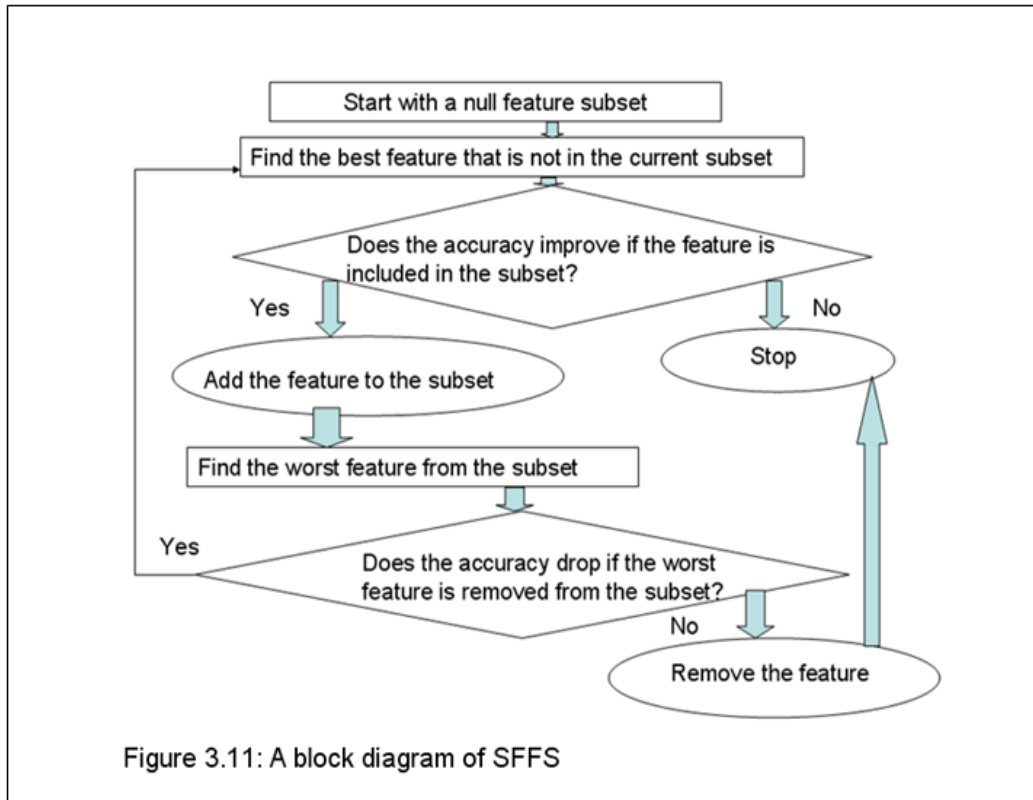 Start with a null feature subset
Find the best feature that is not in the current subset
Does the accuracy improve if the feature is
included in the subset?
Yes
No
Stop
Add the feature to the subset
Find the worst feature from the subset
Yes
Does the accuracy drop if the worst
feature is removed from the subset?
No
Remove the feature
Figure 3.11: A block diagram of SFFS